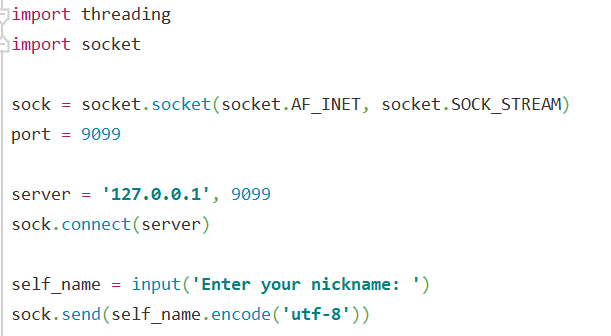 import threading
import socket
sock = socket.socket(socket.AF_INET, socket.SOCK_STREAM)
port = 9099
server = '127.0.0.1', 9099
sock.connect(server)
self_name = input('Enter your nickname: ')
sock.send(self_name.encode('utf-8'))